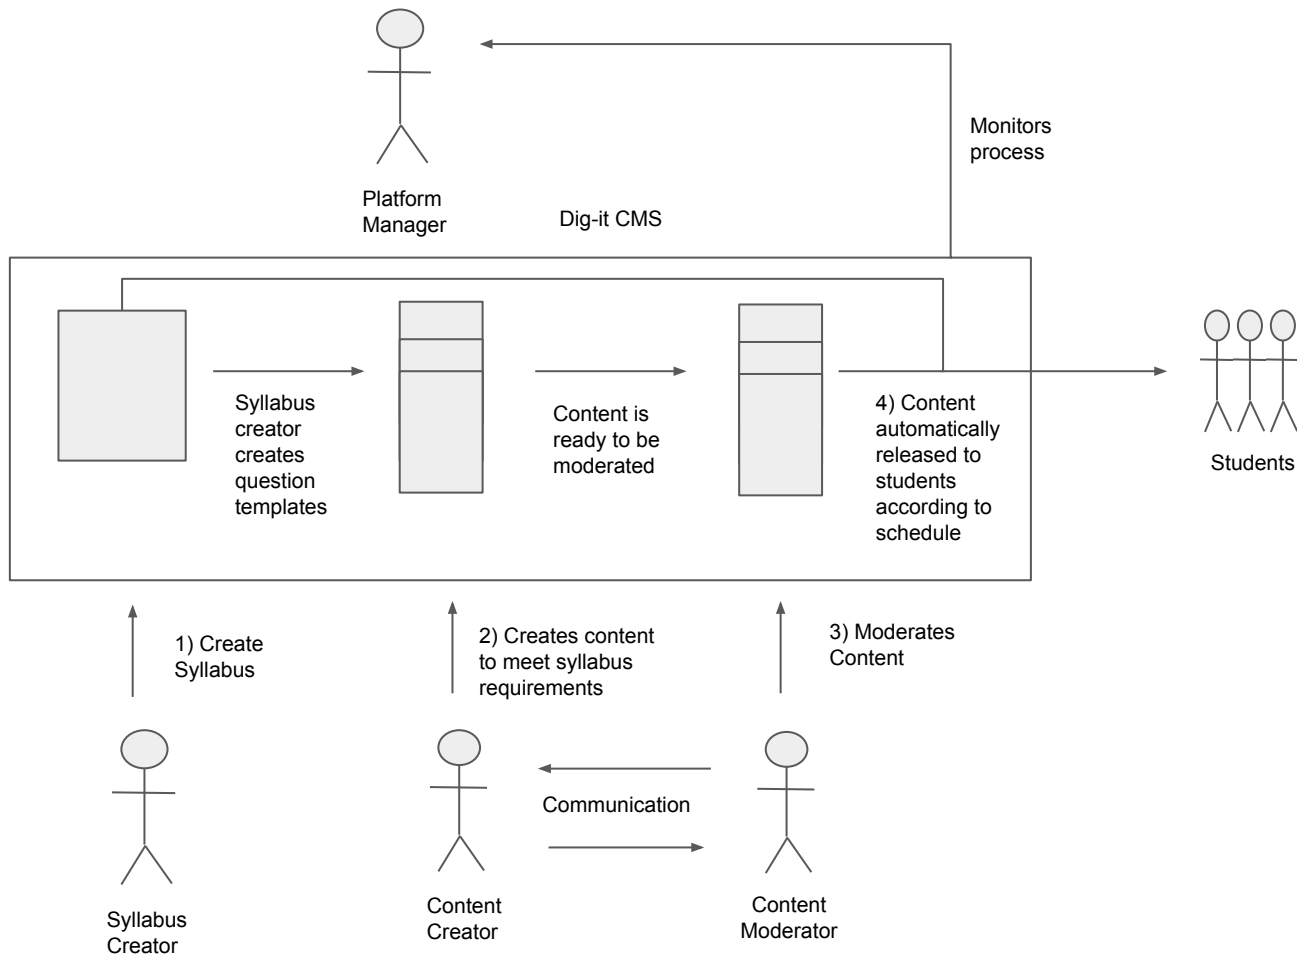 Monitors
process
Platform
Manager
Dig-it CMS
Syllabus
creator
creates
question
templates
Content is
ready to be
moderated
4) Content
automatically
released to
students
according to
schedule
Students
1) Create
Syllabus
2) Creates content
to meet syllabus
requirements
3) Moderates
Content
Communication
Syllabus
Creator
Content
Creator
Content
Moderator